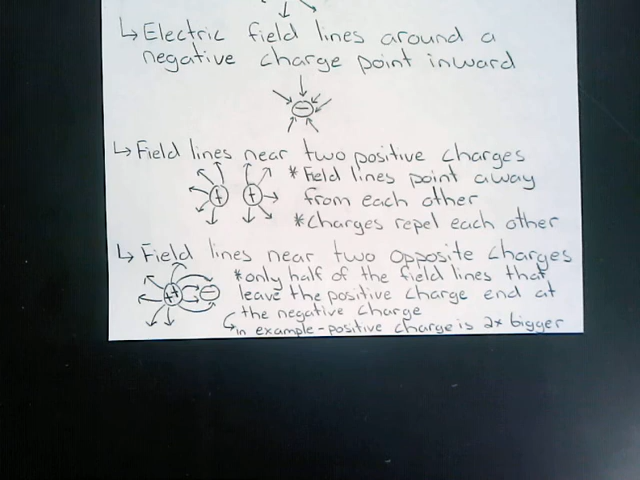 ↳ Electric field lines around a
negative charge point inward
−
↳ Field lines near two positive charges
+ + * Field lines point away
from each other
* Charges repel each other
↳ Field lines near two opposite charges
++ − * only half of the field lines that
leave the positive charge end at
the negative charge
↳ in example - positive charge is 2x bigger